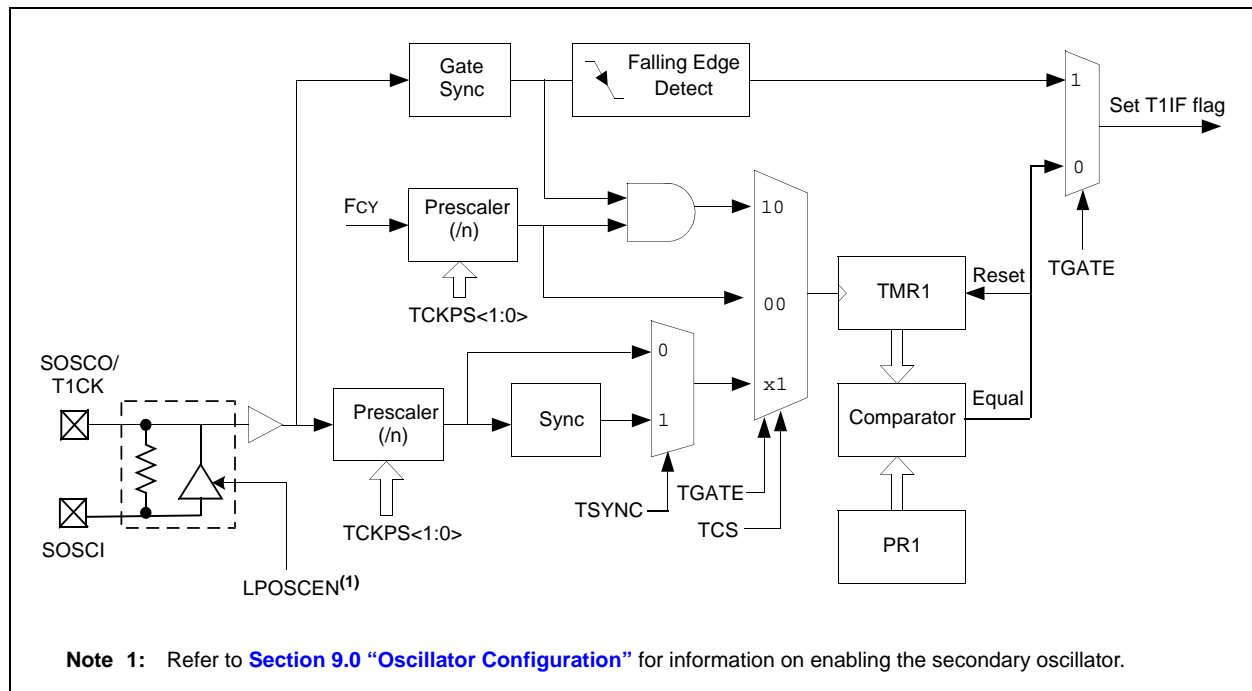 Gate
Sync
Falling Edge
Detect
1
Set T1IF flag
0
TGATE
FCY
Prescaler
(/n)
TCKPS<1:0>
10
00
x1
TMR1
Reset
SOSCO/
T1CK
SOSCI
LPOSCEN(1)
Prescaler
(/n)
TCKPS<1:0>
Sync
0
1
TSYNC
TGATE
TCS
Comparator
Equal
PR1
Note 1: Refer to Section 9.0 “Oscillator Configuration” for information on enabling the secondary oscillator.